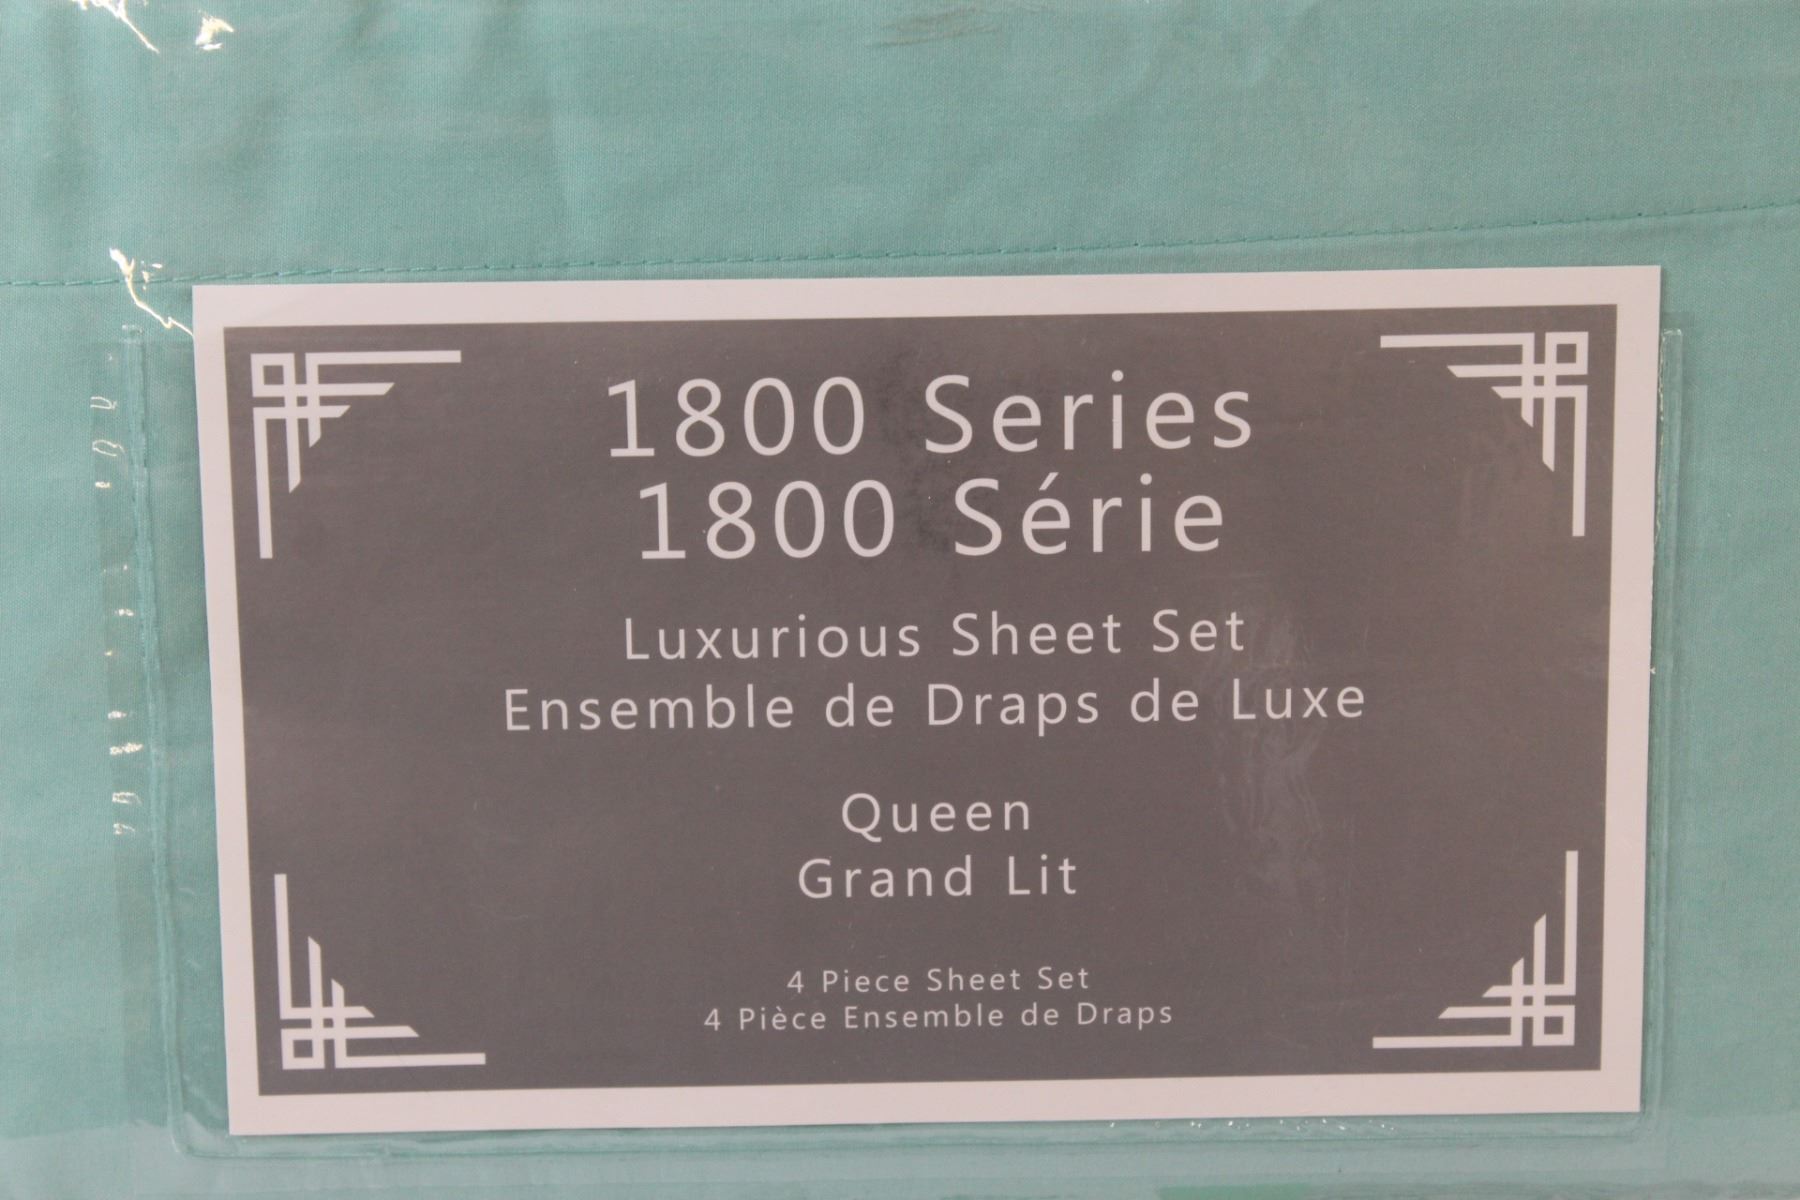 1800 Series
1800 Série
Luxurious Sheet Set
Ensemble de Draps de Luxe
Queen
Grand Lit
4 Piece Sheet Set
4 Pièce Ensemble de Draps